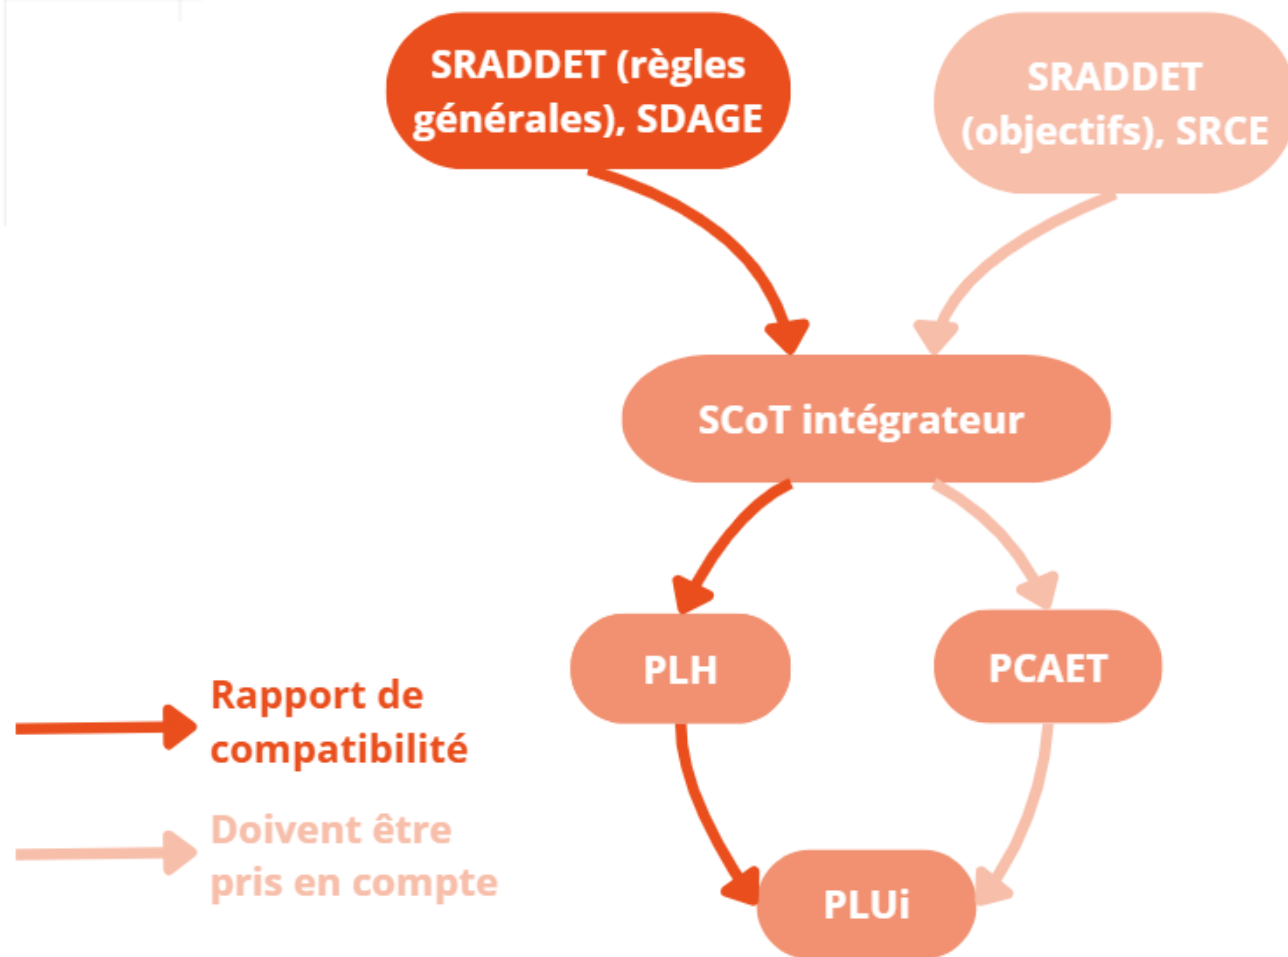 SRADDET (règles
générales), SDAGE
SRADDET
(objectifs), SRCE
SCoT intégrateur
PLH
PCAET
Rapport de
compatibilité
Doivent être
pris en compte
PLUi